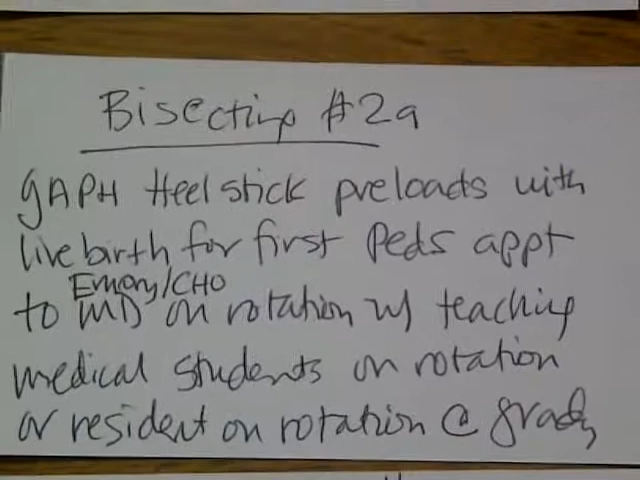 Bisecting #2a
gAPH Heel stick preloads with
live birth for first Peds appt
Emory/CHO
to MD on rotation w/ teaching
medical students on rotation
or resident on rotation @ grady